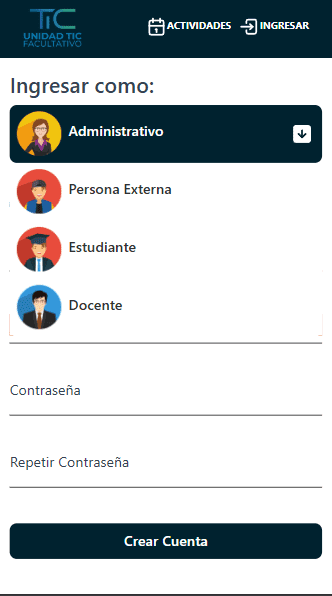 TIC
UNIDAD TIC
FACULTATIVO
ACTIVIDADES
INGRESAR
Ingresar como:
Administrativo
Persona Externa
Estudiante
Docente
Contraseña
Repetir Contraseña
Crear Cuenta